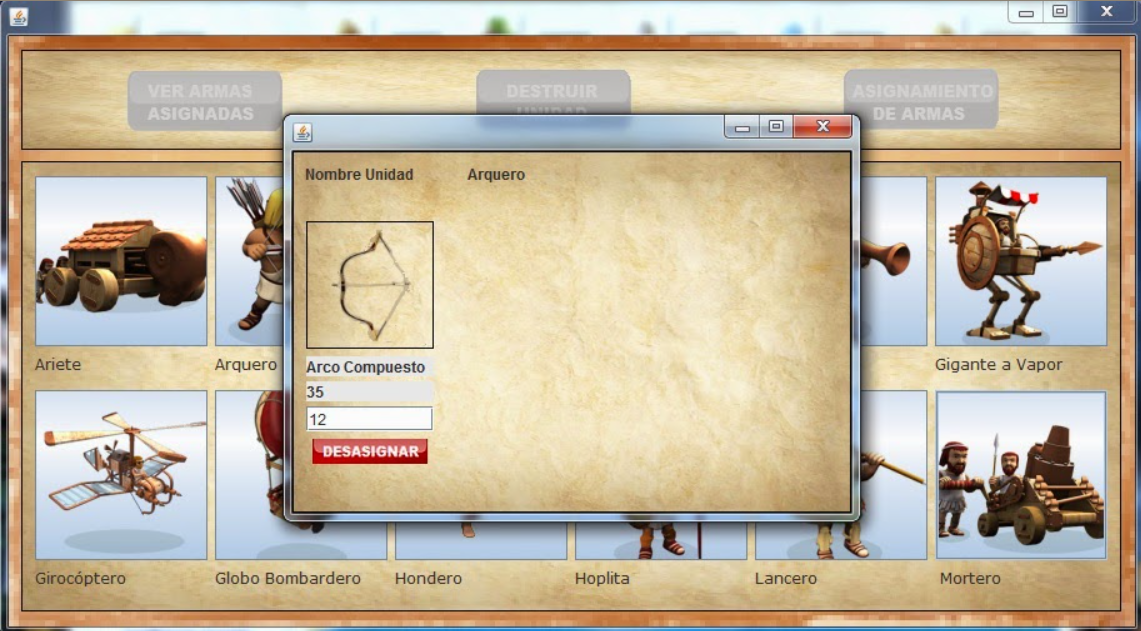 VER ARMAS
ASIGNADAS
DESTRUIR
UNIDAD
ASIGNAMIENTO
DE ARMAS
Nombre Unidad Arquero
Arco Compuesto
35
12
DESASIGNAR
Ariete
Arquero
Gigante a Vapor
Girocóptero
Globo Bombardero
Hondero
Hoplita
Lancero
Mortero